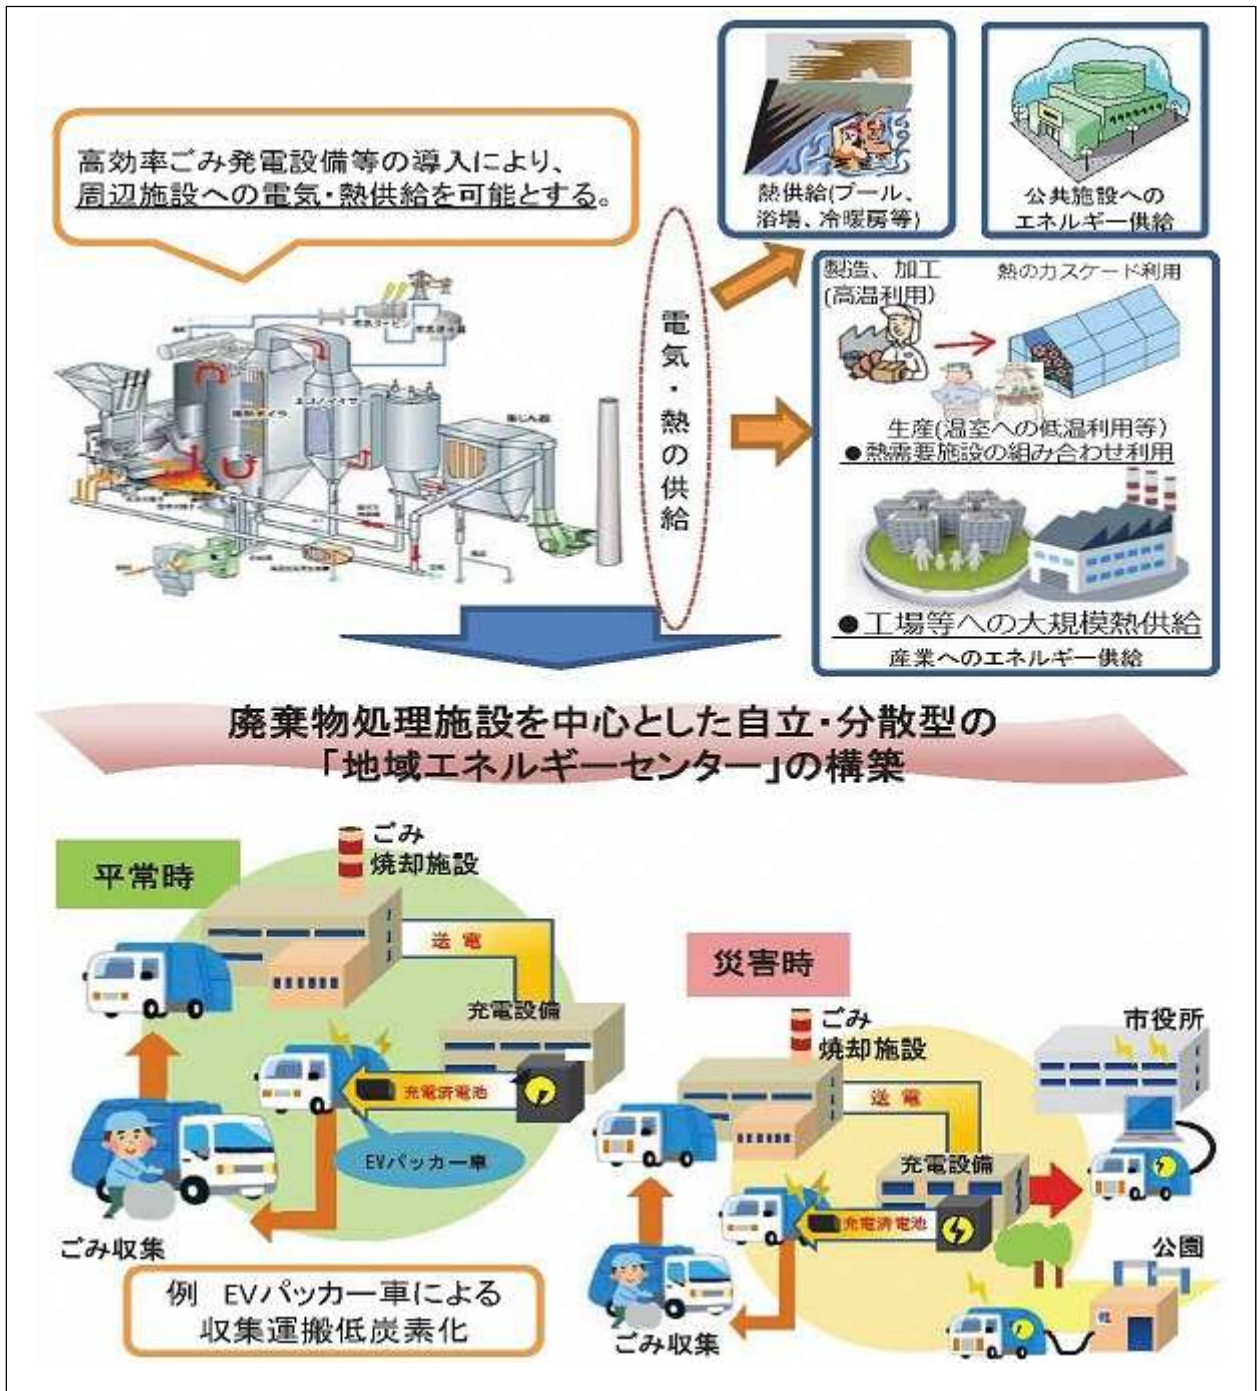 高効率ごみ発電設備等の導入により、
周辺施設への電気・熱供給を可能とする。
熱供給(プール、
浴場、冷暖房等)
公共施設への
エネルギー供給
電気・熱の供給
製造、加工
(高温利用)
熱のカスケード利用
生産(温室への低温利用等)
●熱需要施設の組み合わせ利用
●工場等への大規模熱供給
産業へのエネルギー供給
エコノマイザ
廃棄物処理施設を中心とした自立・分散型の
「地域エネルギーセンター」の構築
平常時
ごみ
焼却施設
送電
充電設備
充電済電池
EVパッカー車
ごみ収集
例 EVパッカー車による
収集運搬低炭素化
災害時
ごみ
焼却施設
送電
市役所
充電設備
充電済電池
公園
ごみ収集